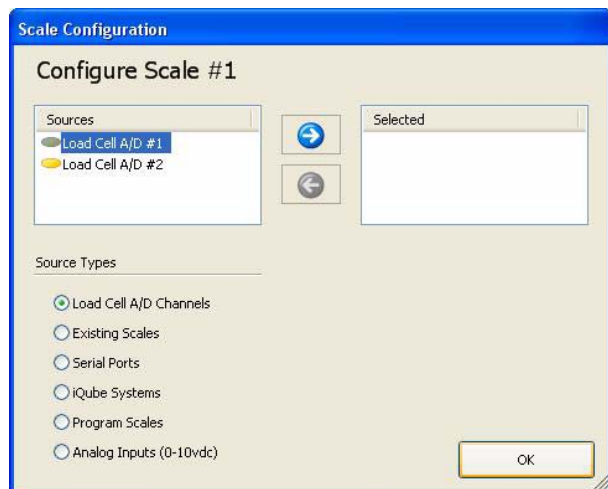 Scale Configuration
Configure Scale #1
Sources
Load Cell A/D #1
Load Cell A/D #2
Selected
Source Types
Load Cell A/D Channels
Existing Scales
Serial Ports
iQube Systems
Program Scales
Analog Inputs (0-10vdc)
OK